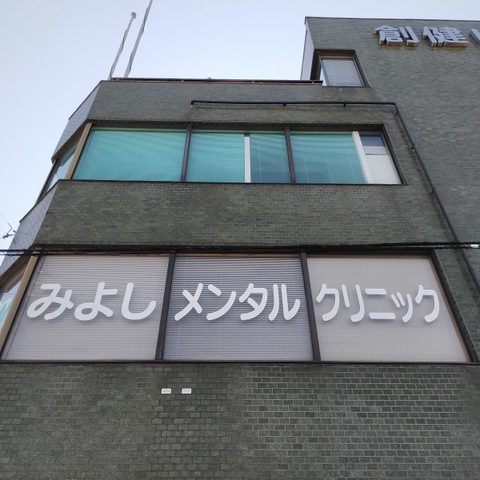 創健
みよし メンタル クリニック